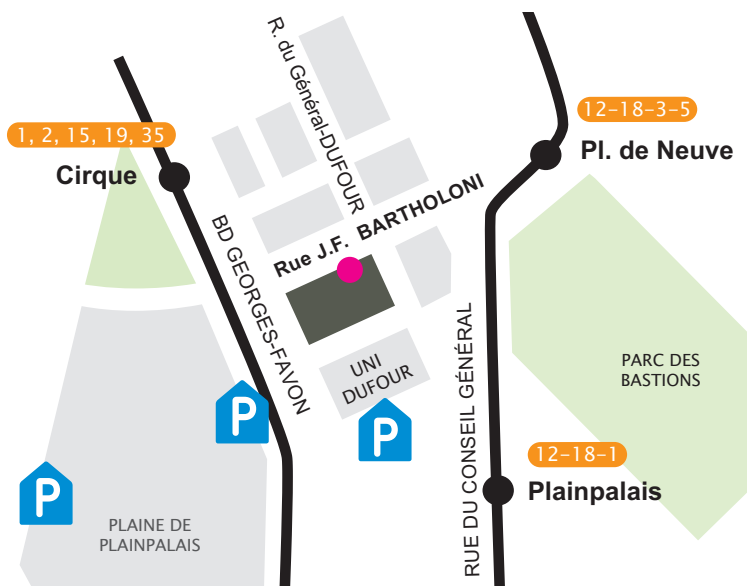 R. du Général-DUFOUR
12-18-3-5
1, 2, 15, 19, 35
Pl. de Neuve
Cirque
Rue J.F. BARTHOLONI
BD GEORGES-FAVON
UNI
DUFOUR
PARC DES
BASTIONS
RUE DU CONSEIL GÉNÉRAL
P
P
12-18-1
P
Plainpalais
PLAINE DE
PLAINPALAIS